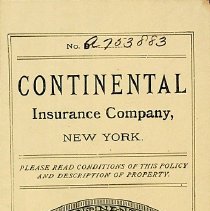 No. A 703883
CONTINENTAL
Insurance Company,
NEW YORK.
PLEASE READ CONDITIONS OF THIS POLICY
AND DESCRIPTION OF PROPERTY.